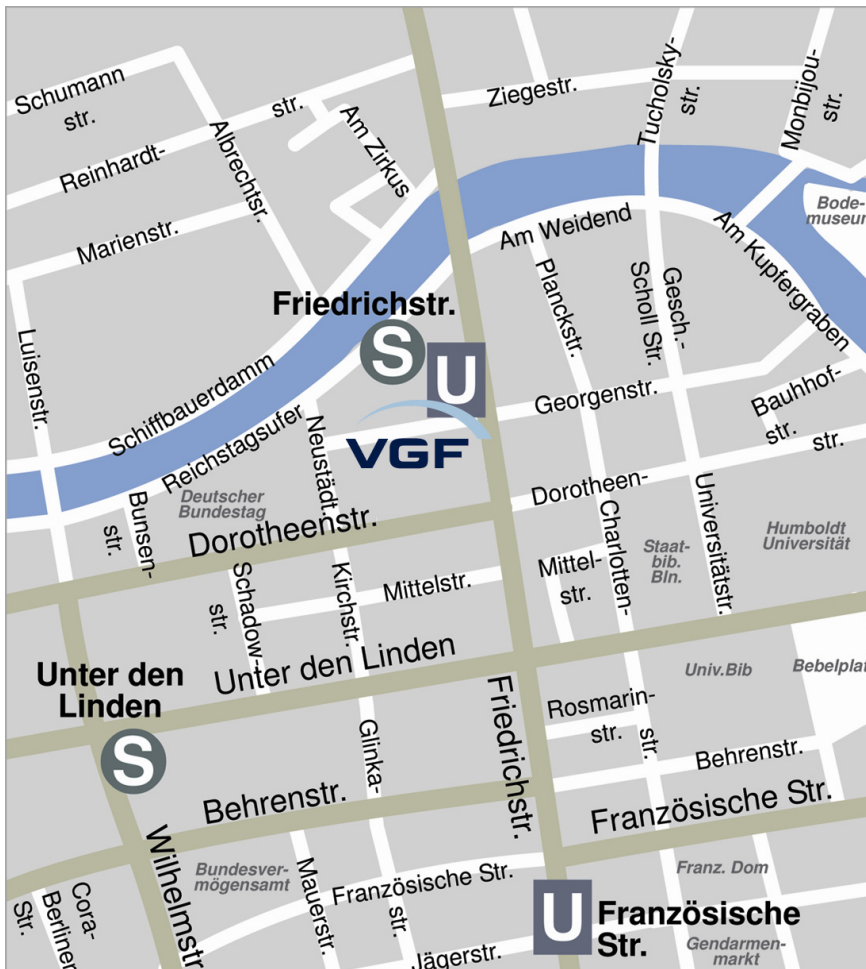 Schumann
str.
Reinhardt-
str.
Albrechtsr.
Am Zirkus
Marienstr.
Ziegestr.
Tucholsky-
str.
Monbijou-
str.
Bode-
museum
Am Weidend
Am Kupfergraben
Planckstr.
Gesch.-
Scholl Str.
Friedrichstr.
S
U
VGF
Luisenstr.
Schiffbauerdamm
Reichstagsufer
Neustädt.
Kirchstr.
Georgenstr.
Bauhhof-
str.
Dorotheen-
str.
Deutscher
Bundestag
Bunsen-
str.
Dorotheenstr.
Schadow-
str.
Mittelstr.
Mittel-
str.
Charlotten-
str.
Staat-
bib.
Bln.
Universitätstr.
Humboldt
Universität
Unter den
Linden
S
Unter den Linden
Univ.Bib
Bebelplatz
Friedrichstr.
Rosmarin-
str.
Glinka-
str.
Behrenstr.
Behrenstr.
Französische Str.
Wilhelmstr.
Bundesver-
mögensamt
Mauerstr.
Französische Str.
Franz. Dom
Cora-
Berliner
Str.
Jägerstr.
U
Französische
Str.
Gendarmen-
markt